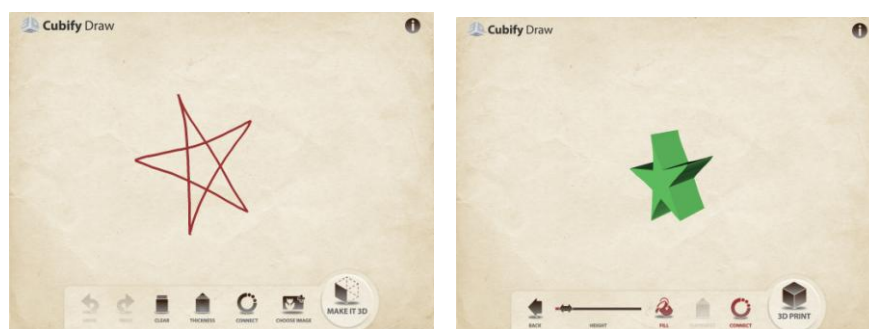 Cubify Draw
i
CLEAR
THICKNESS
CONNECT
CHOOSE IMAGE
MAKE IT 3D
Cubify Draw
i
BACK
HEIGHT
FILL
CONNECT
3D PRINT